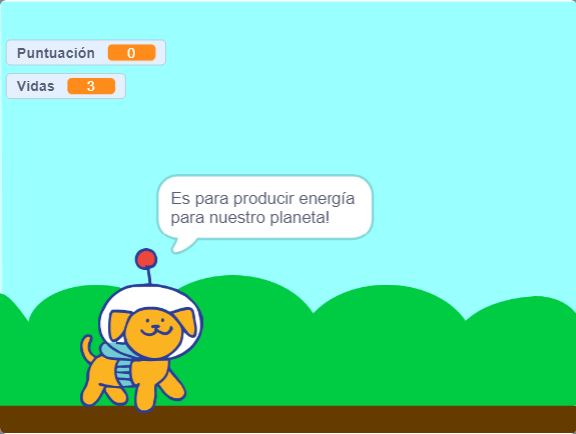 Puntuación 0
Vidas 3
Es para producir energía
para nuestro planeta!